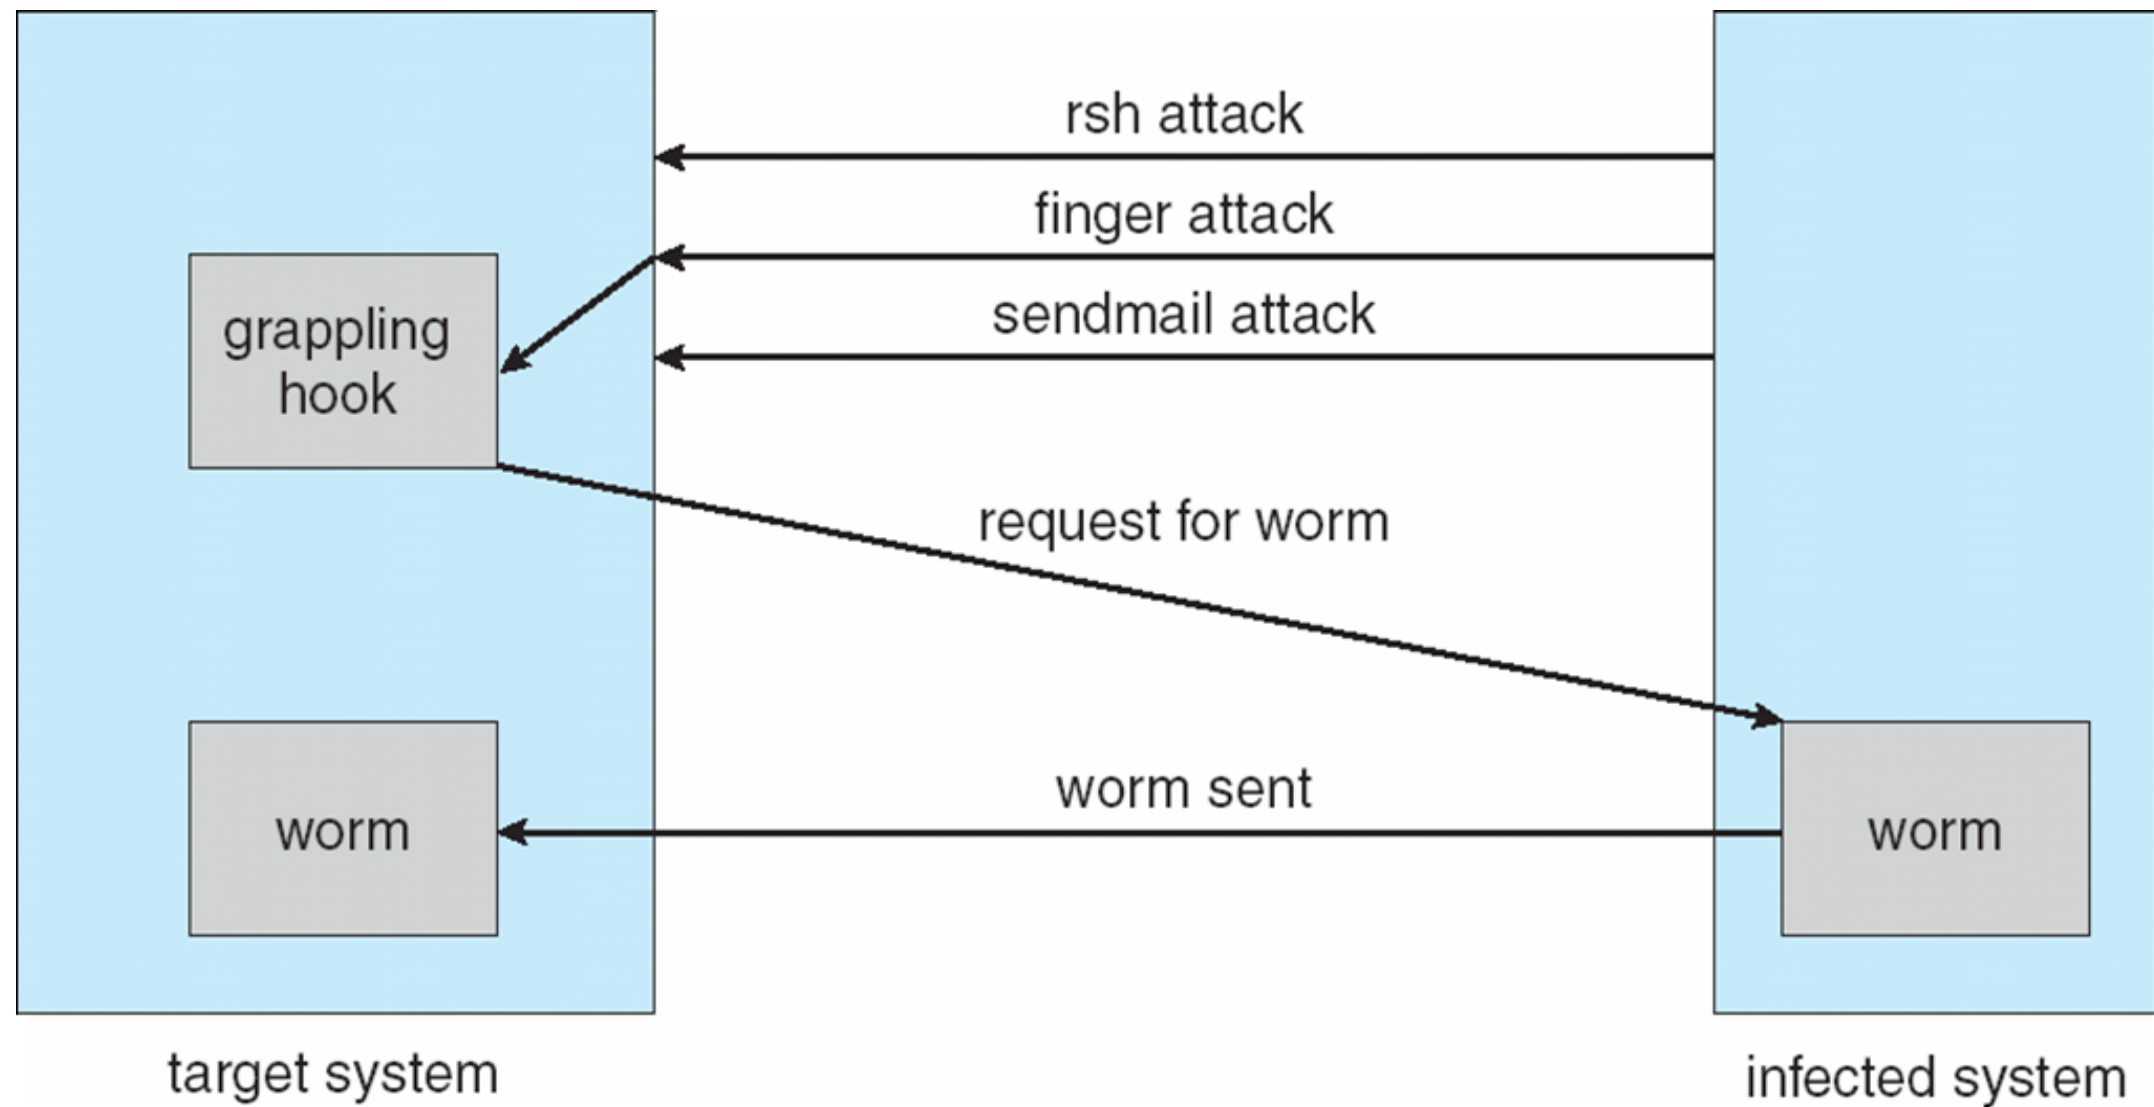 rsh attack
finger attack
sendmail attack
grappling
hook
request for worm
worm sent
worm
worm
target system
infected system